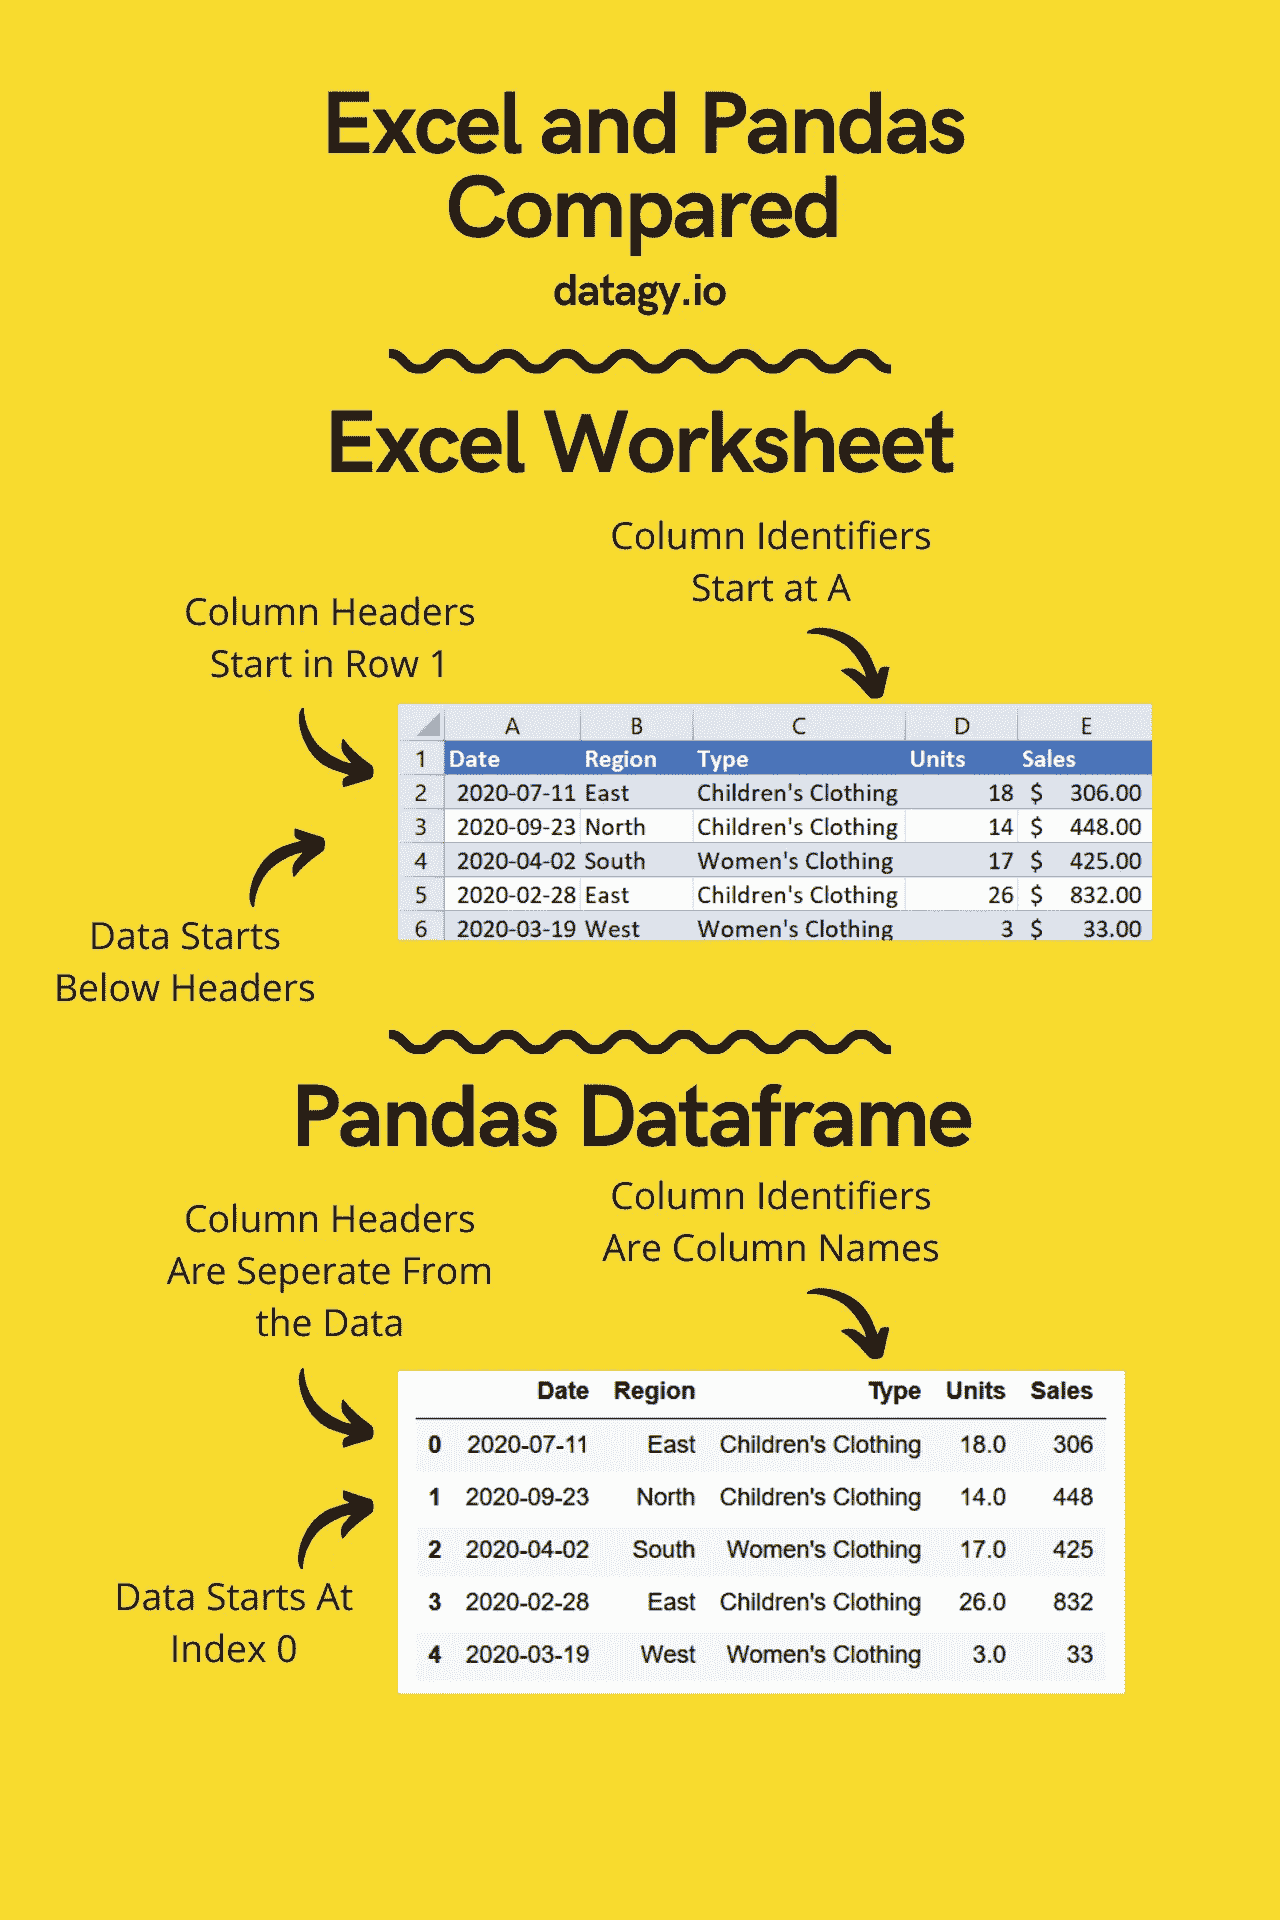 Excel and Pandas
Compared
datagy.io
Excel Worksheet
Column Identifiers
Start at A
Column Headers
Start in Row 1
A B C D E
1 Date Region Type Units Sales
2 2020-07-11 East Children's Clothing 18 $ 306.00
3 2020-09-23 North Children's Clothing 14 $ 448.00
4 2020-04-02 South Women's Clothing 17 $ 425.00
5 2020-02-28 East Children's Clothing 26 $ 832.00
6 2020-03-19 West Women's Clothing 3 $ 33.00
Data Starts
Below Headers
Pandas Dataframe
Column Identifiers
Are Column Names
Column Headers
Are Seperate From
the Data
Date Region Type Units Sales
0 2020-07-11 East Children's Clothing 18.0 306
1 2020-09-23 North Children's Clothing 14.0 448
2 2020-04-02 South Women's Clothing 17.0 425
3 2020-02-28 East Children's Clothing 26.0 832
4 2020-03-19 West Women's Clothing 3.0 33
Data Starts At
Index 0